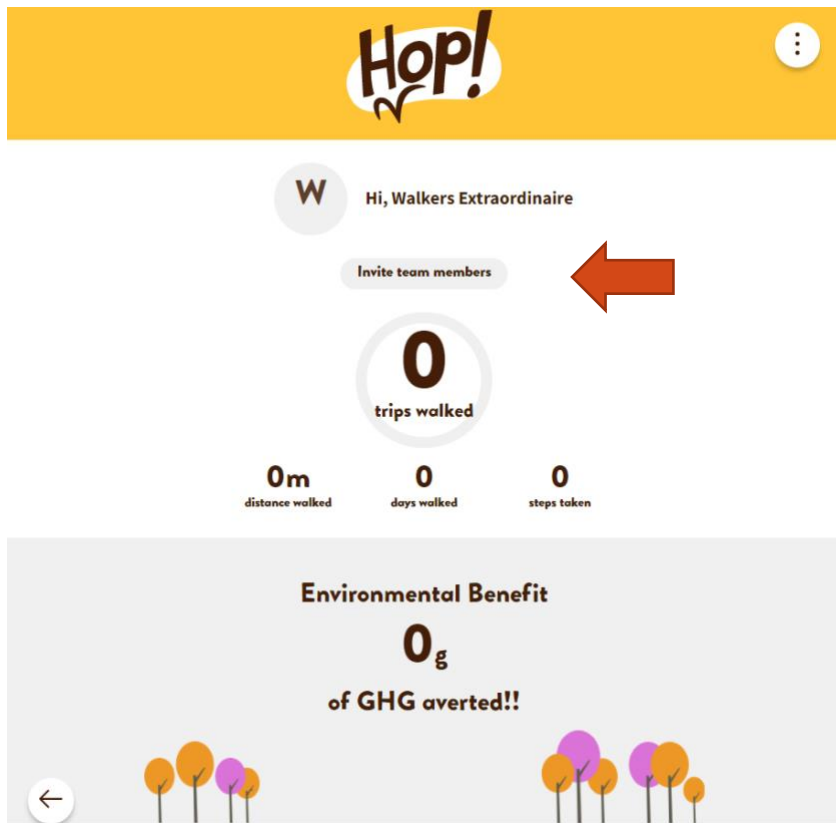 Hop!
W
Hi, Walkers Extraordinaire
Invite team members
0
trips walked
0m 0 0
distance walked days walked steps taken
Environmental Benefit
0g
of GHG averted!!